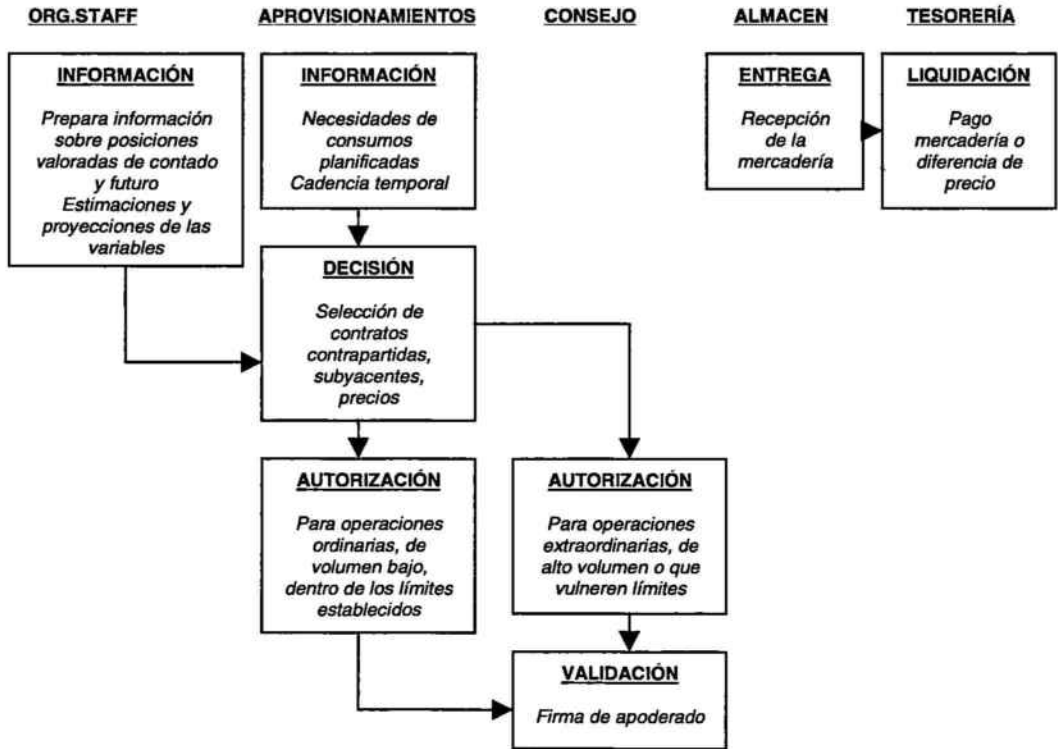 ORG.STAFF
APROVISIONAMIENTOS
CONSEJO
ALMACEN
TESORERÍA
INFORMACIÓN
Prepara información
sobre posiciones
valoradas de contado
y futuro
Estimaciones y
proyecciones de las
variables
INFORMACIÓN
Necesidades de
consumos
planificadas
Cadencia temporal
ENTREGA
Recepción
de la
mercadería
LIQUIDACIÓN
Pago
mercadería o
diferencia de
precio
DECISIÓN
Selección de
contratos
contrapartidas,
subyacentes,
precios
AUTORIZACIÓN
Para operaciones
ordinarias, de
volumen bajo,
dentro de los límites
establecidos
AUTORIZACIÓN
Para operaciones
extraordinarias, de
alto volumen o que
vulneren límites
VALIDACIÓN
Firma de apoderado